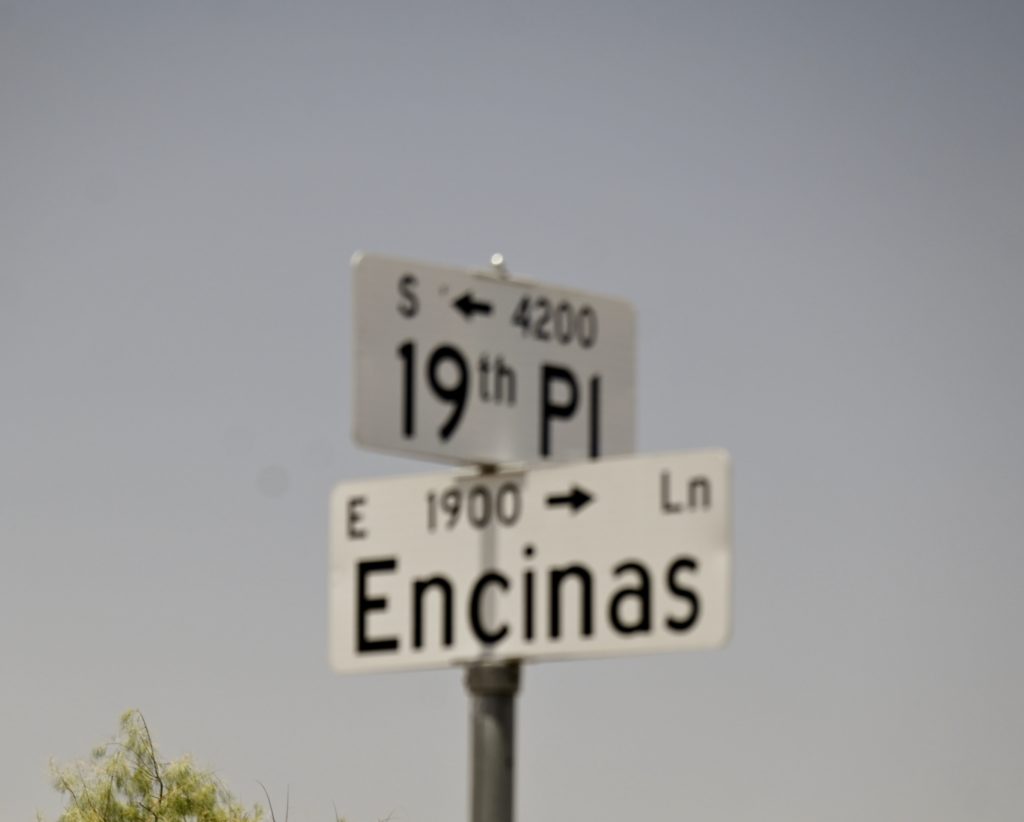 S ← 4200
19th Pl
E 1900 → Ln
Encinas